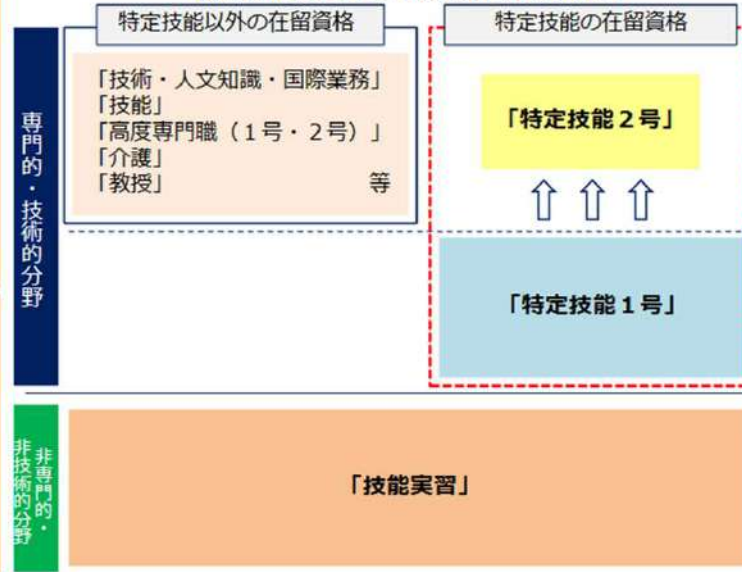 特定技能以外の在留資格
特定技能の在留資格
専門的・技術的分野
「技術・人文知識・国際業務」
「技能」
「高度専門職（１号・２号）」
「介護」
「教授」 等
「特定技能２号」
「特定技能１号」
非専門的・
非技術的分野
「技能実習」